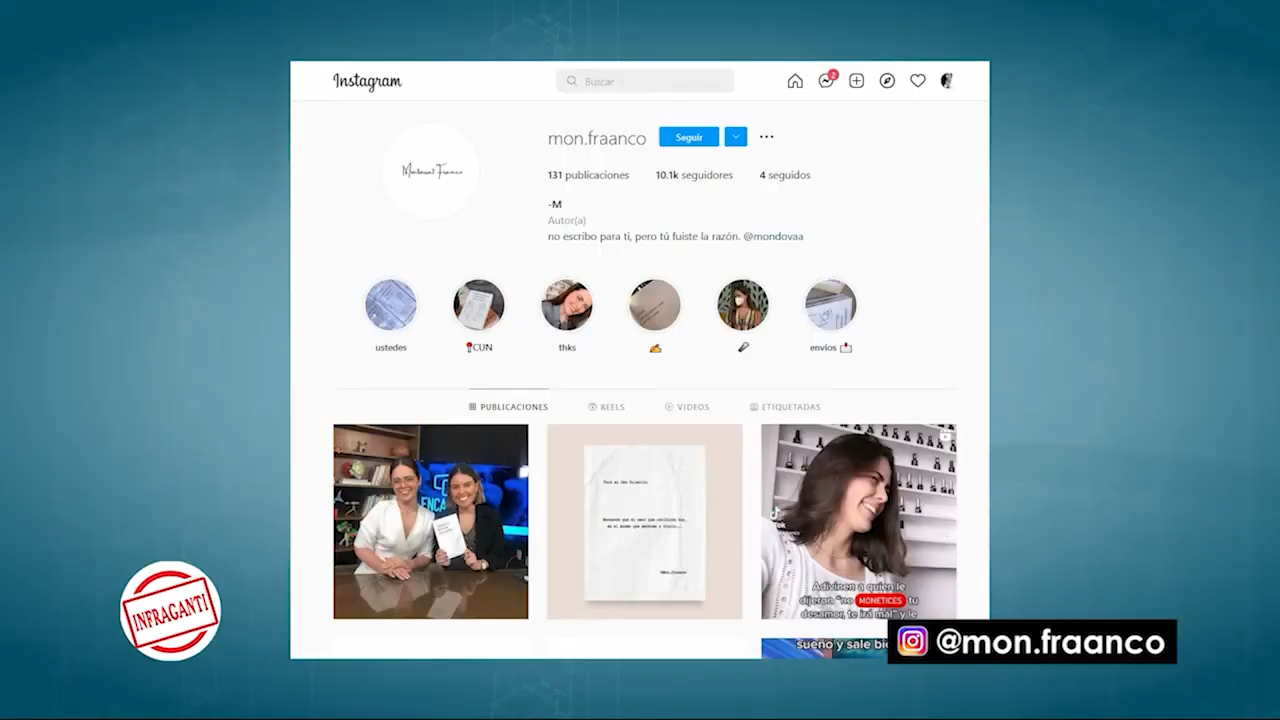 Instagram
Buscar
2
mon.fraanco
Seguir
131 publicaciones 10.1k seguidores 4 seguidos
-M
Autor(a)
no escribo para ti, pero tú fuiste la razón. @mondovaa
ustedes
📍CUN
thks
✍
🎤
envios 📩
PUBLICACIONES
REELS
VIDEOS
ETIQUETADAS
ENCA
Adivinen a quien le
dijeron "no MONETICES tu
desamor, te irá mal" y le
sueño y sale bie
INFRAGANTI
@mon.fraanco